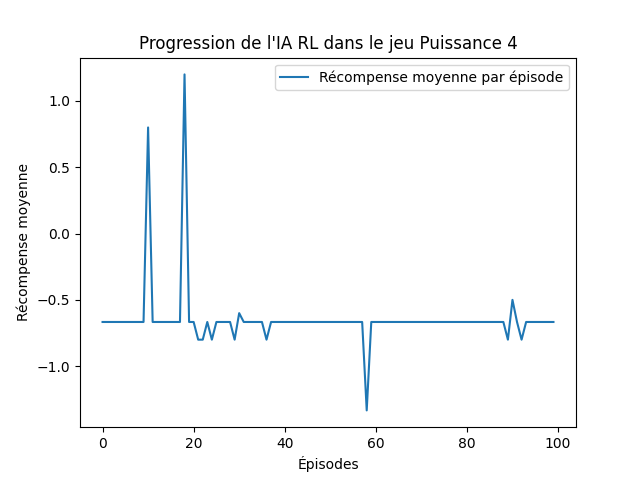 Progression de l'IA RL dans le jeu Puissance 4
Récompense moyenne par épisode
1.0
0.5
0.0
−0.5
−1.0
Récompense moyenne
0 20 40 60 80 100
Épisodes